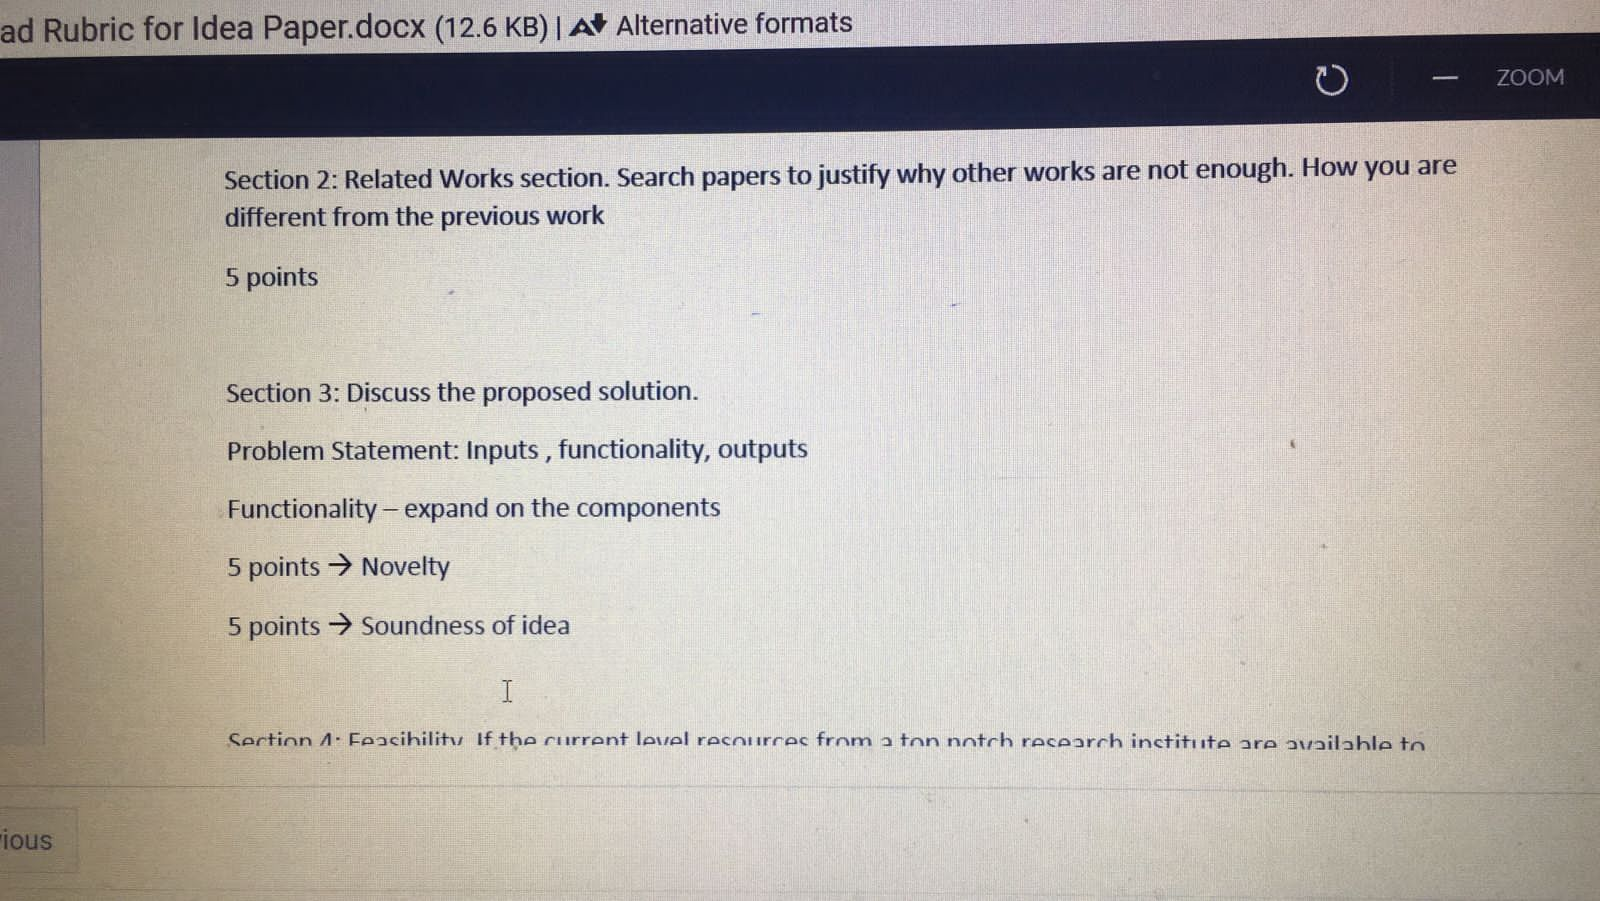 ad Rubric for Idea Paper.docx (12.6 KB) | Alternative formats
ZOOM
Section 2: Related Works section. Search papers to justify why other works are not enough. How you are
different from the previous work
5 points
Section 3: Discuss the proposed solution.
Problem Statement: Inputs , functionality, outputs
Functionality – expand on the components
5 points → Novelty
5 points → Soundness of idea
Section 4: Feasibility. If the current level resources from a top notch research institute are available to
ious